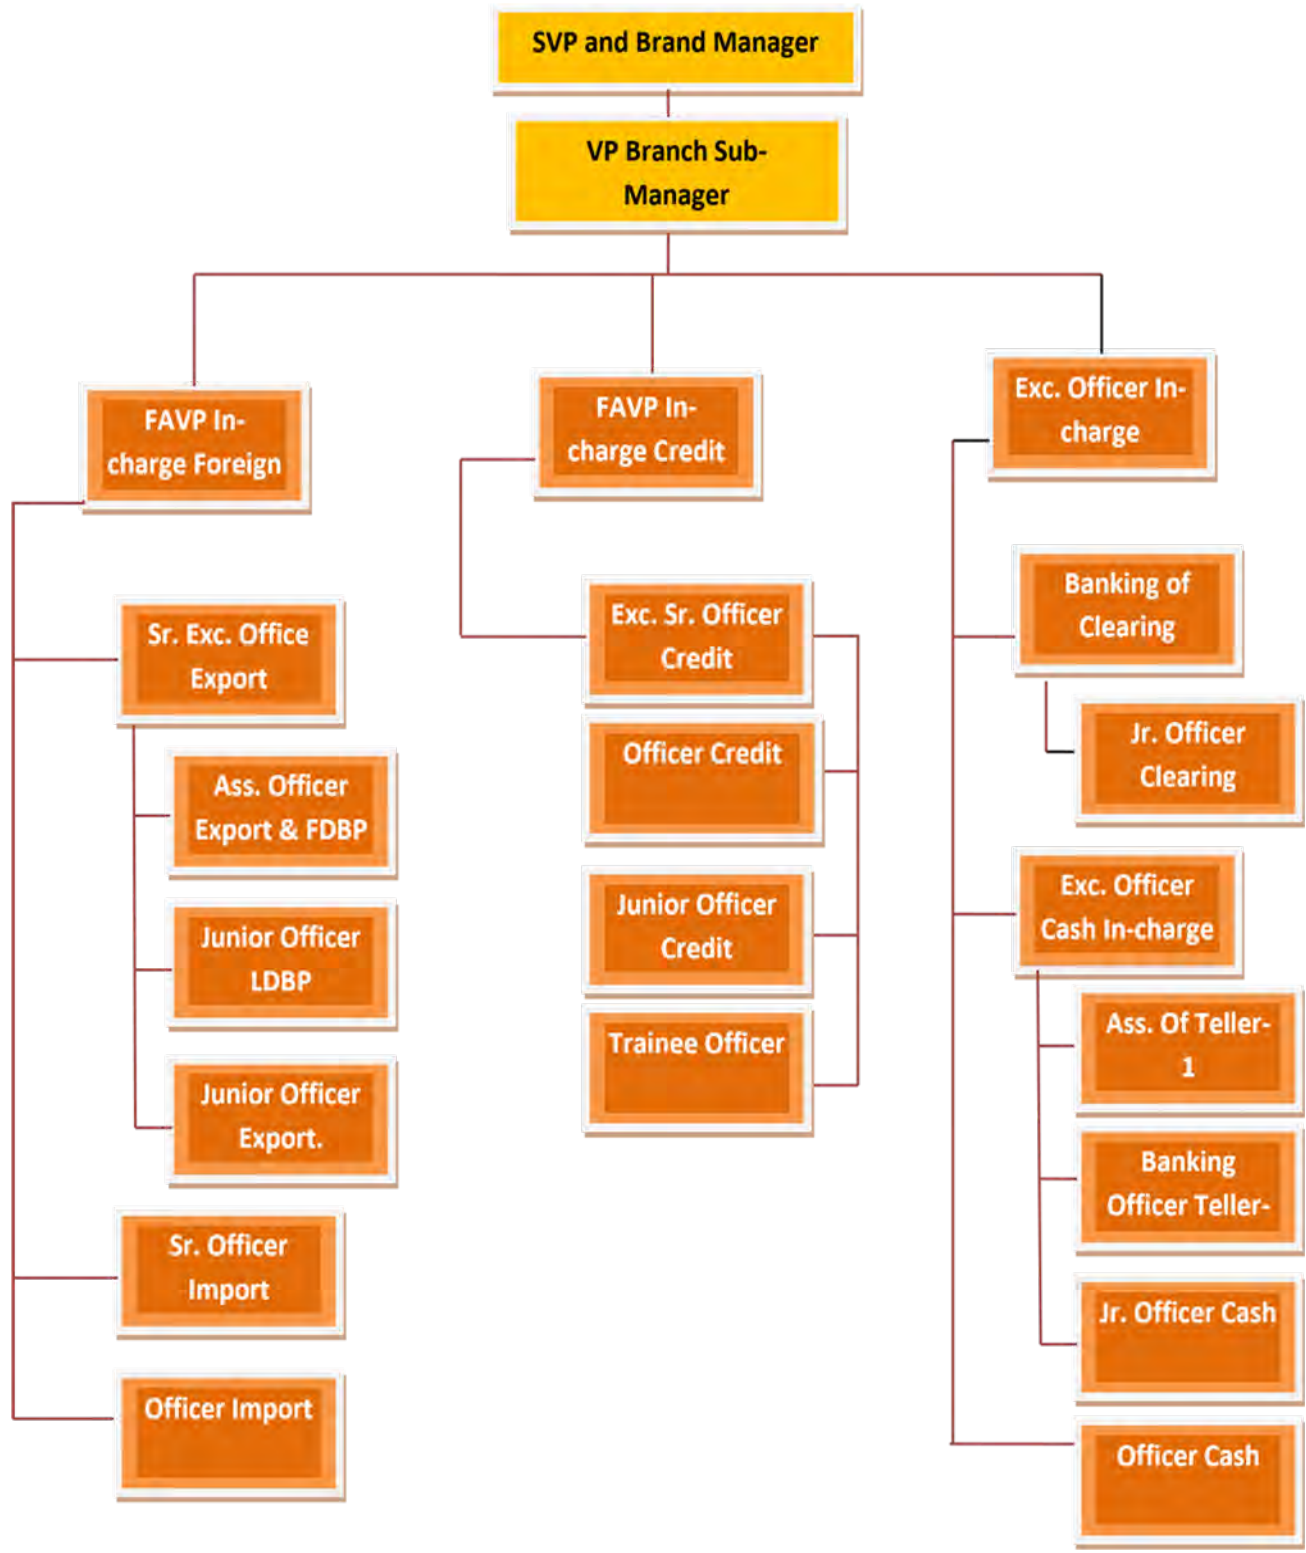 SVP and Brand Manager
VP Branch Sub-
Manager
FAVP In-
charge Foreign
FAVP In-
charge Credit
Exc. Officer In-
charge
Sr. Exc. Office
Export
Ass. Officer
Export & FDBP
Junior Officer
LDBP
Junior Officer
Export.
Sr. Officer
Import
Officer Import
Exc. Sr. Officer
Credit
Officer Credit
Junior Officer
Credit
Trainee Officer
Banking of
Clearing
Jr. Officer
Clearing
Exc. Officer
Cash In-charge
Ass. Of Teller-
1
Banking
Officer Teller-
Jr. Officer Cash
Officer Cash